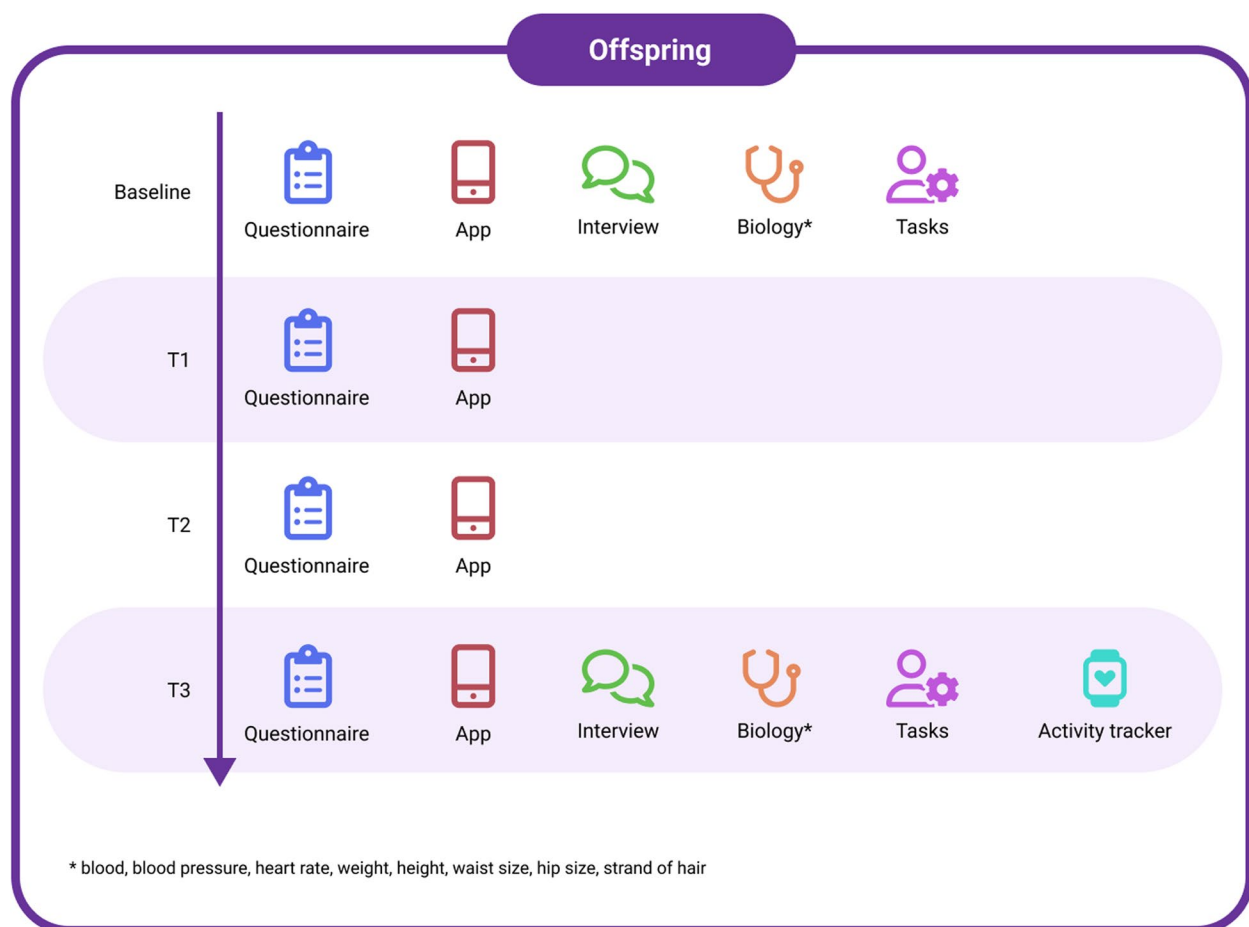 Offspring
Baseline
Questionnaire App Interview Biology* Tasks
T1
Questionnaire App
T2
Questionnaire App
T3
Questionnaire App Interview Biology* Tasks Activity tracker
* blood, blood pressure, heart rate, weight, height, waist size, hip size, strand of hair